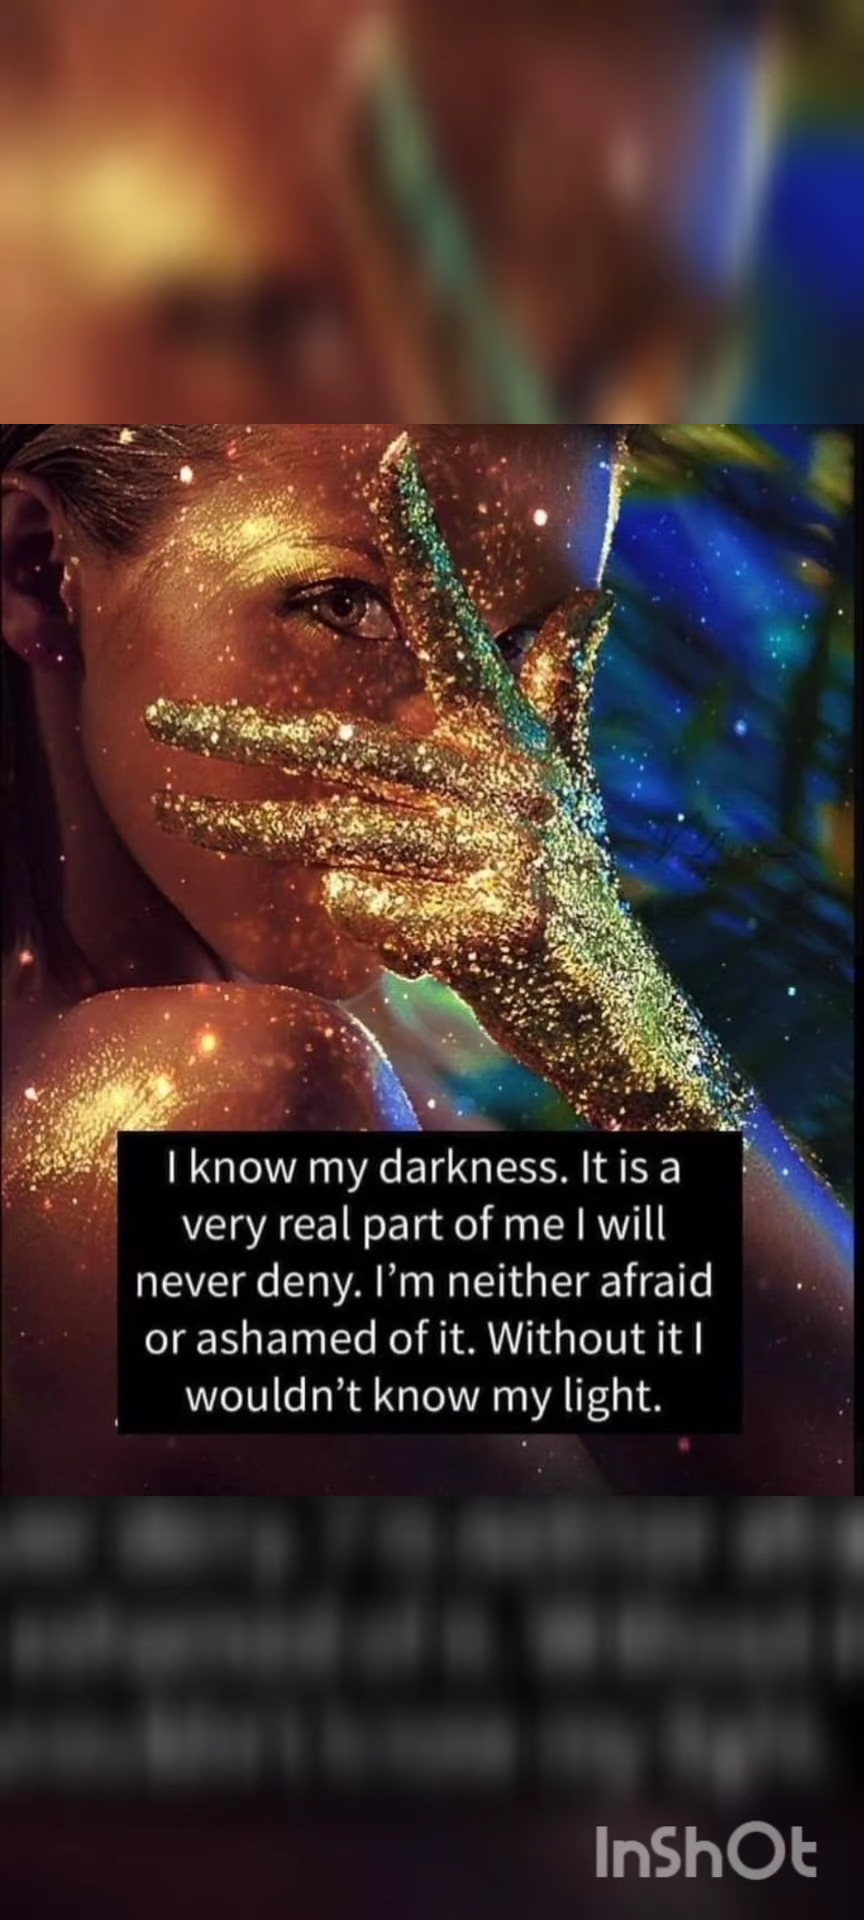 I know my darkness. It is a
very real part of me I will
never deny. I’m neither afraid
or ashamed of it. Without it I
wouldn’t know my light.
InShOt